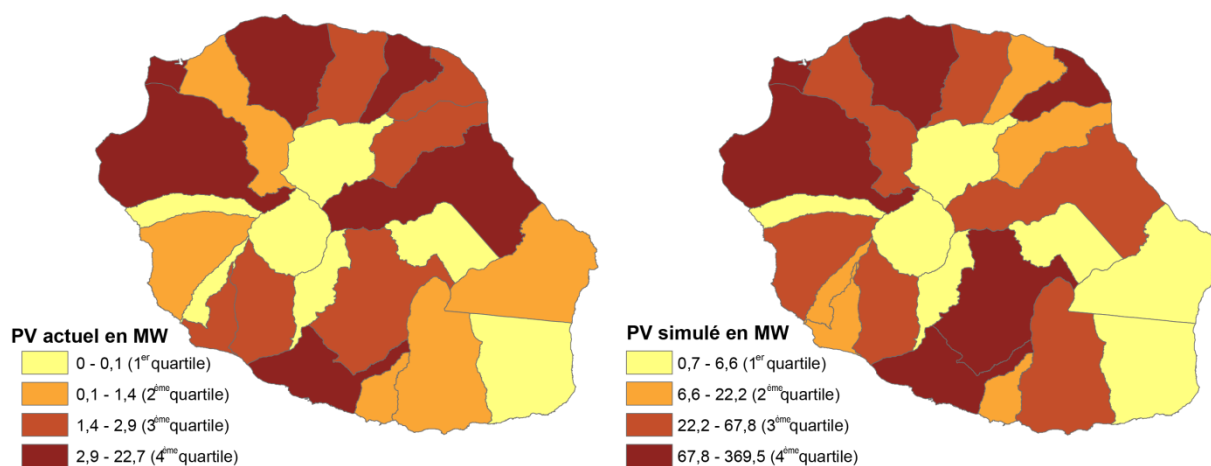 PV actuel en MW
0 - 0,1 (1er quartile)
0,1 - 1,4 (2ème quartile)
1,4 - 2,9 (3ème quartile)
2,9 - 22,7 (4ème quartile)
PV simulé en MW
0,7 - 6,6 (1er quartile)
6,6 - 22,2 (2ème quartile)
22,2 - 67,8 (3ème quartile)
67,8 - 369,5 (4ème quartile)